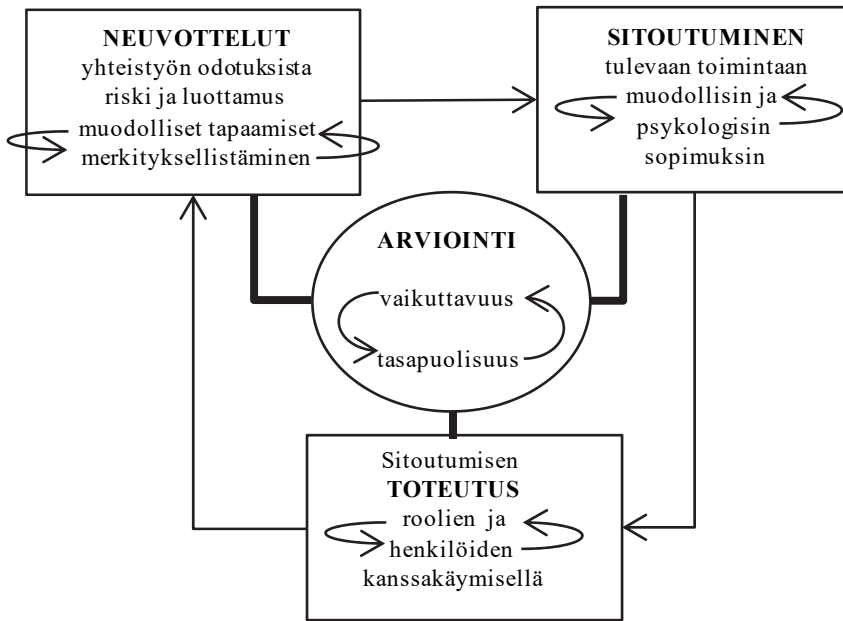 NEUVOTTELUT
yhteistyön odotuksista
riski ja luottamus
muodolliset tapaamiset
merkityksellistäminen
SITOUTUMINEN
tulevaan toimintaan
muodollisin ja
psykologisin
sopimuksin
ARVIOINTI
vaikuttavuus
tasapuolisuus
Sitoutumisen
TOTEUTUS
roolien ja
henkilöiden
kanssakäymisellä